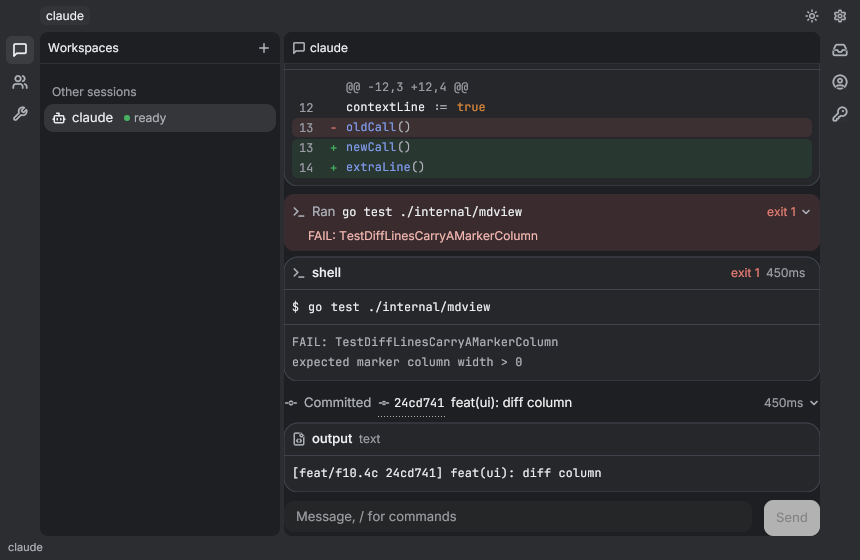 claude
Workspaces +
claude
Other sessions
claude ready
@@ -12,3 +12,4 @@
12 contextLine := true
13 - oldCall()
13 + newCall()
14 + extraLine()
Ran go test ./internal/mdview exit 1
FAIL: TestDiffLinesCarryAMarkerColumn
shell exit 1 450ms
$ go test ./internal/mdview
FAIL: TestDiffLinesCarryAMarkerColumn
expected marker column width > 0
Committed 24cd741 feat(ui): diff column 450ms
output text
[feat/f10.4c 24cd741] feat(ui): diff column
Message, / for commands Send
claude